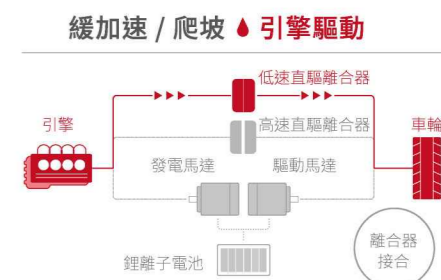 緩加速 / 爬坡 引擎驅動
低速直驅離合器
引擎
高速直驅離合器
車輪
發電馬達
驅動馬達
離合器
接合
鋰離子電池